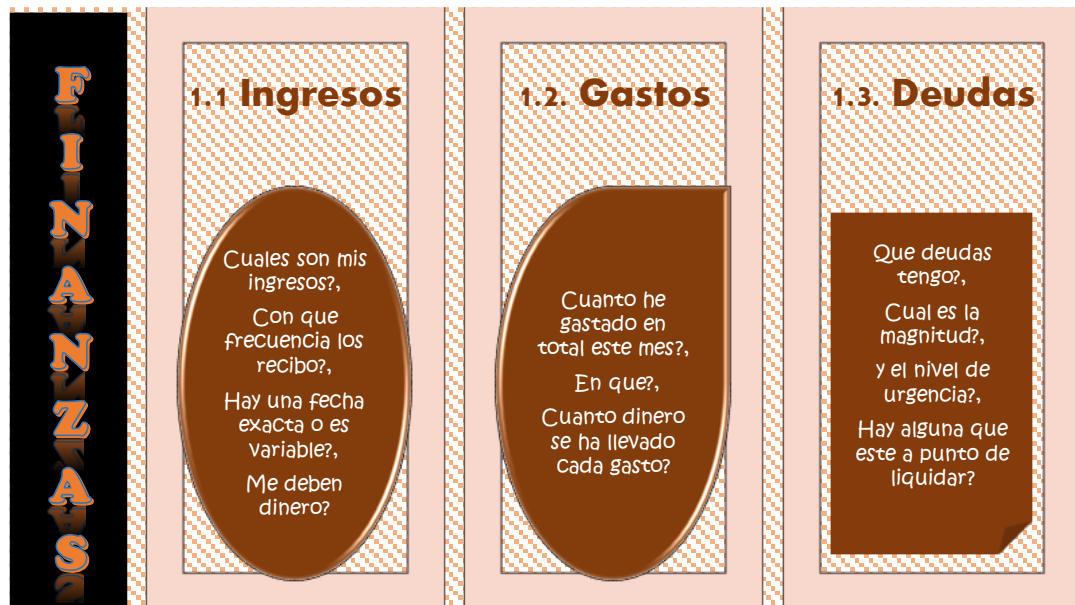 FINANZAS
1.1 Ingresos
Cuales son mis
ingresos?,
Con que
frecuencia los
recibo?,
Hay una fecha
exacta o es
variable?,
Me deben
dinero?
1.2. Gastos
Cuanto he
gastado en
total este mes?,
En que?,
Cuanto dinero
se ha llevado
cada gasto?
1.3. Deudas
Que deudas
tengo?,
Cual es la
magnitud?,
y el nivel de
urgencia?,
Hay alguna que
este a punto de
liquidar?